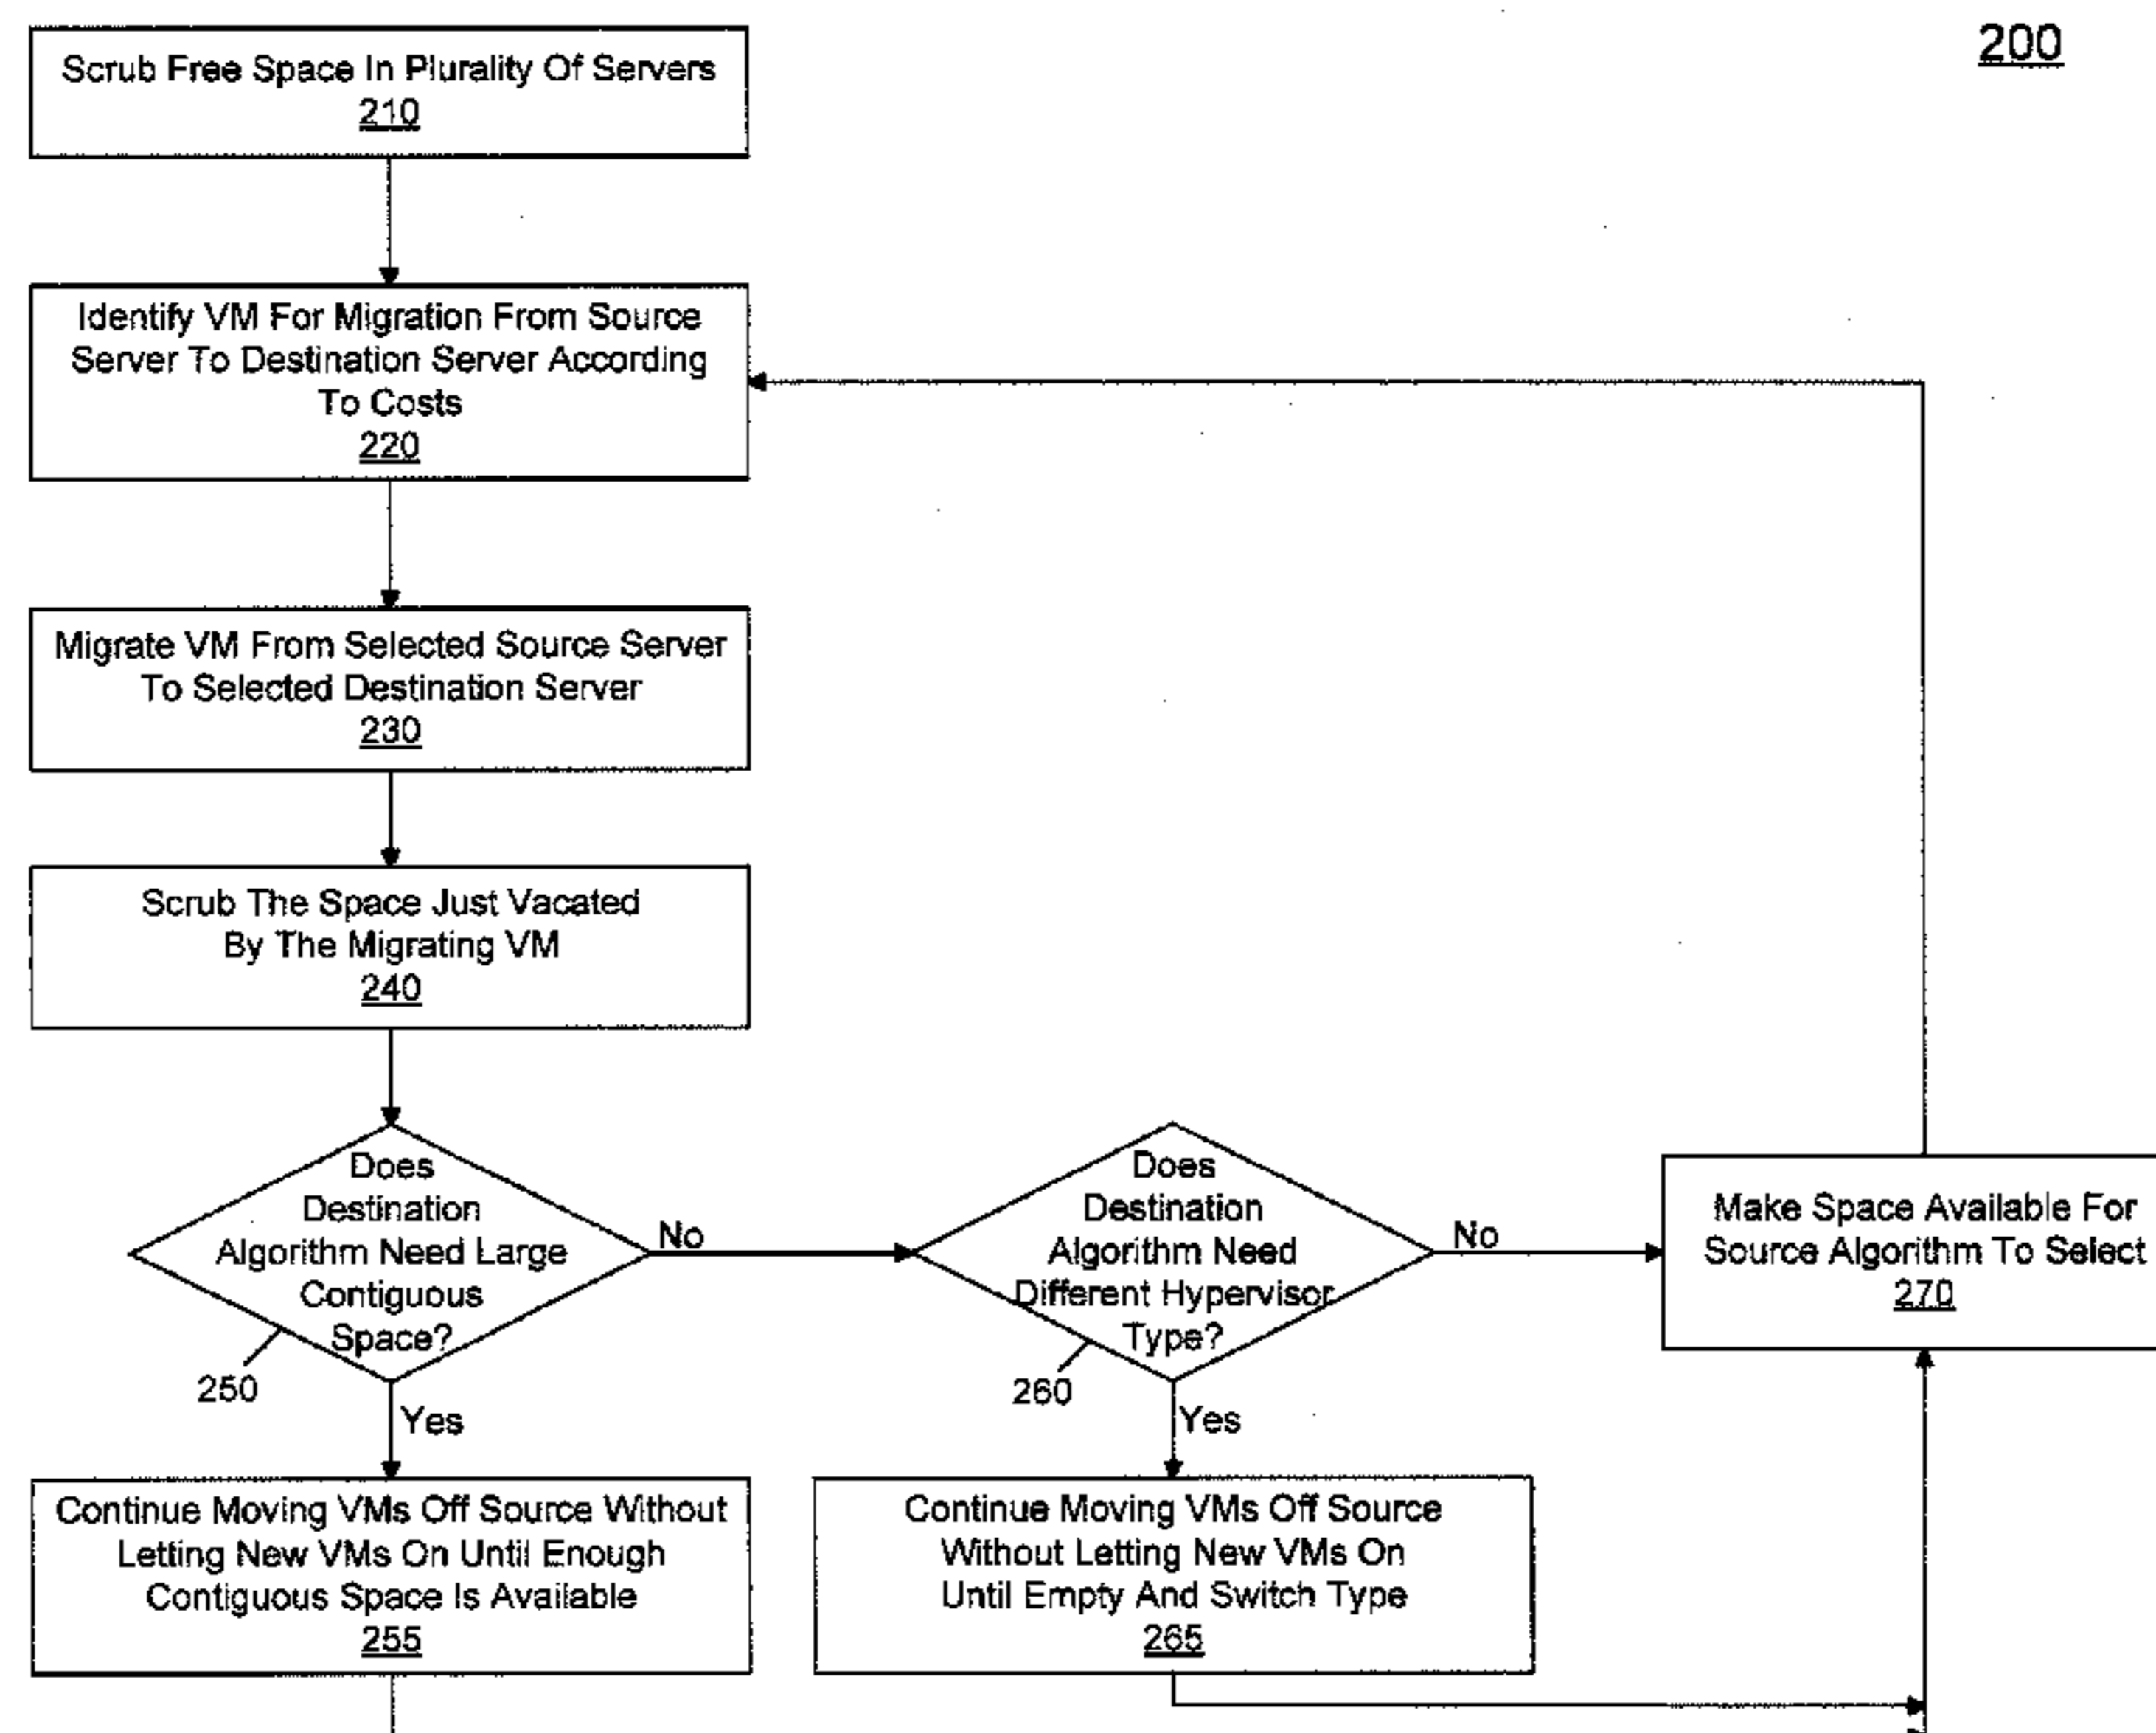 200
Scrub Free Space In Plurality Of Servers
210
Identify VM For Migration From Source
Server To Destination Server According
To Costs
220
Migrate VM From Selected Source Server
To Selected Destination Server
230
Scrub The Space Just Vacated
By The Migrating VM
240
Does
Destination
Algorithm Need Large
Contiguous
Space?
250
No
Yes
Does
Destination
Algorithm Need
Different Hypervisor
Type?
260
No
Yes
Make Space Available For
Source Algorithm To Select
270
Continue Moving VMs Off Source Without
Letting New VMs On Until Enough
Contiguous Space Is Available
255
Continue Moving VMs Off Source
Without Letting New VMs On
Until Empty And Switch Type
265